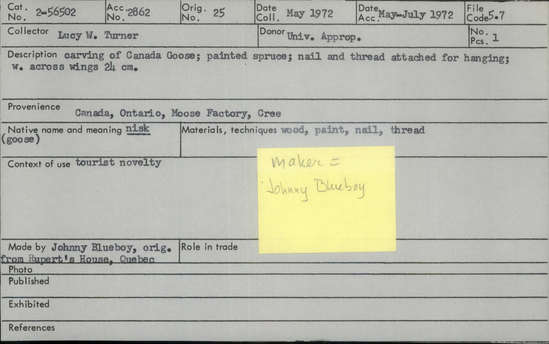 Cat. No. 2-56502 Acc. No. 2862 Orig. No. 25 Date Coll. May 1972 Date Acc. May-July 1972 File Code 5.7
Collector Lucy W. Turner Donor Univ. Approp. No. Pcs. 1
Description carving of Canada Goose; painted spruce; nail and thread attached for hanging;
w. across wings 24 cm.
Provenience Canada, Ontario, Moose Factory, Cree
Native name and meaning nisk Materials, techniques wood, paint, nail, thread
(goose)
Context of use tourist novelty
maker =
Johnny Blueboy
Made by Johnny Blueboy, orig. Role in trade
from Rupert's House, Quebec
Photo
Published
Exhibited
References